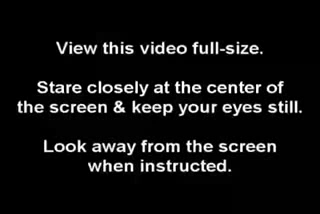 View this video full-size.
Stare closely at the center of
the screen & keep your eyes still.
Look away from the screen
when instructed.